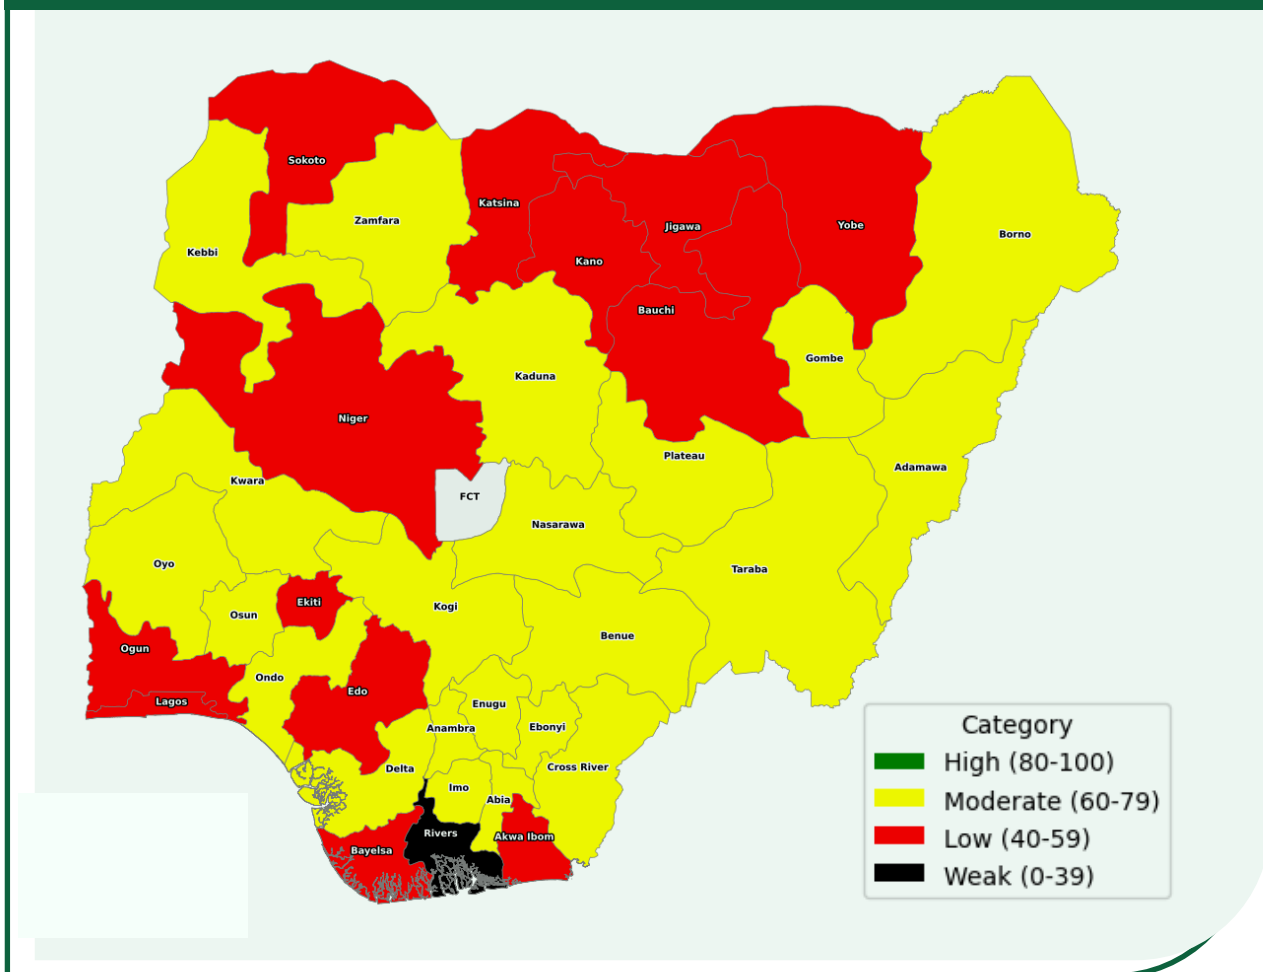 Sokoto
Katsina
Zamfara
Jigawa
Yobe
Borno
Kebbi
Kano
Bauchi
Gombe
Kaduna
Niger
Plateau
Adamawa
Kwara
FCT
Nasarawa
Oyo
Taraba
Ekiti
Kogi
Osun
Benue
Ogun
Ondo
Edo
Lagos
Enugu
Anambra
Ebonyi
Delta
Cross River
Imo
Abia
Rivers
Akwa Ibom
Bayelsa
Category
High (80-100)
Moderate (60-79)
Low (40-59)
Weak (0-39)